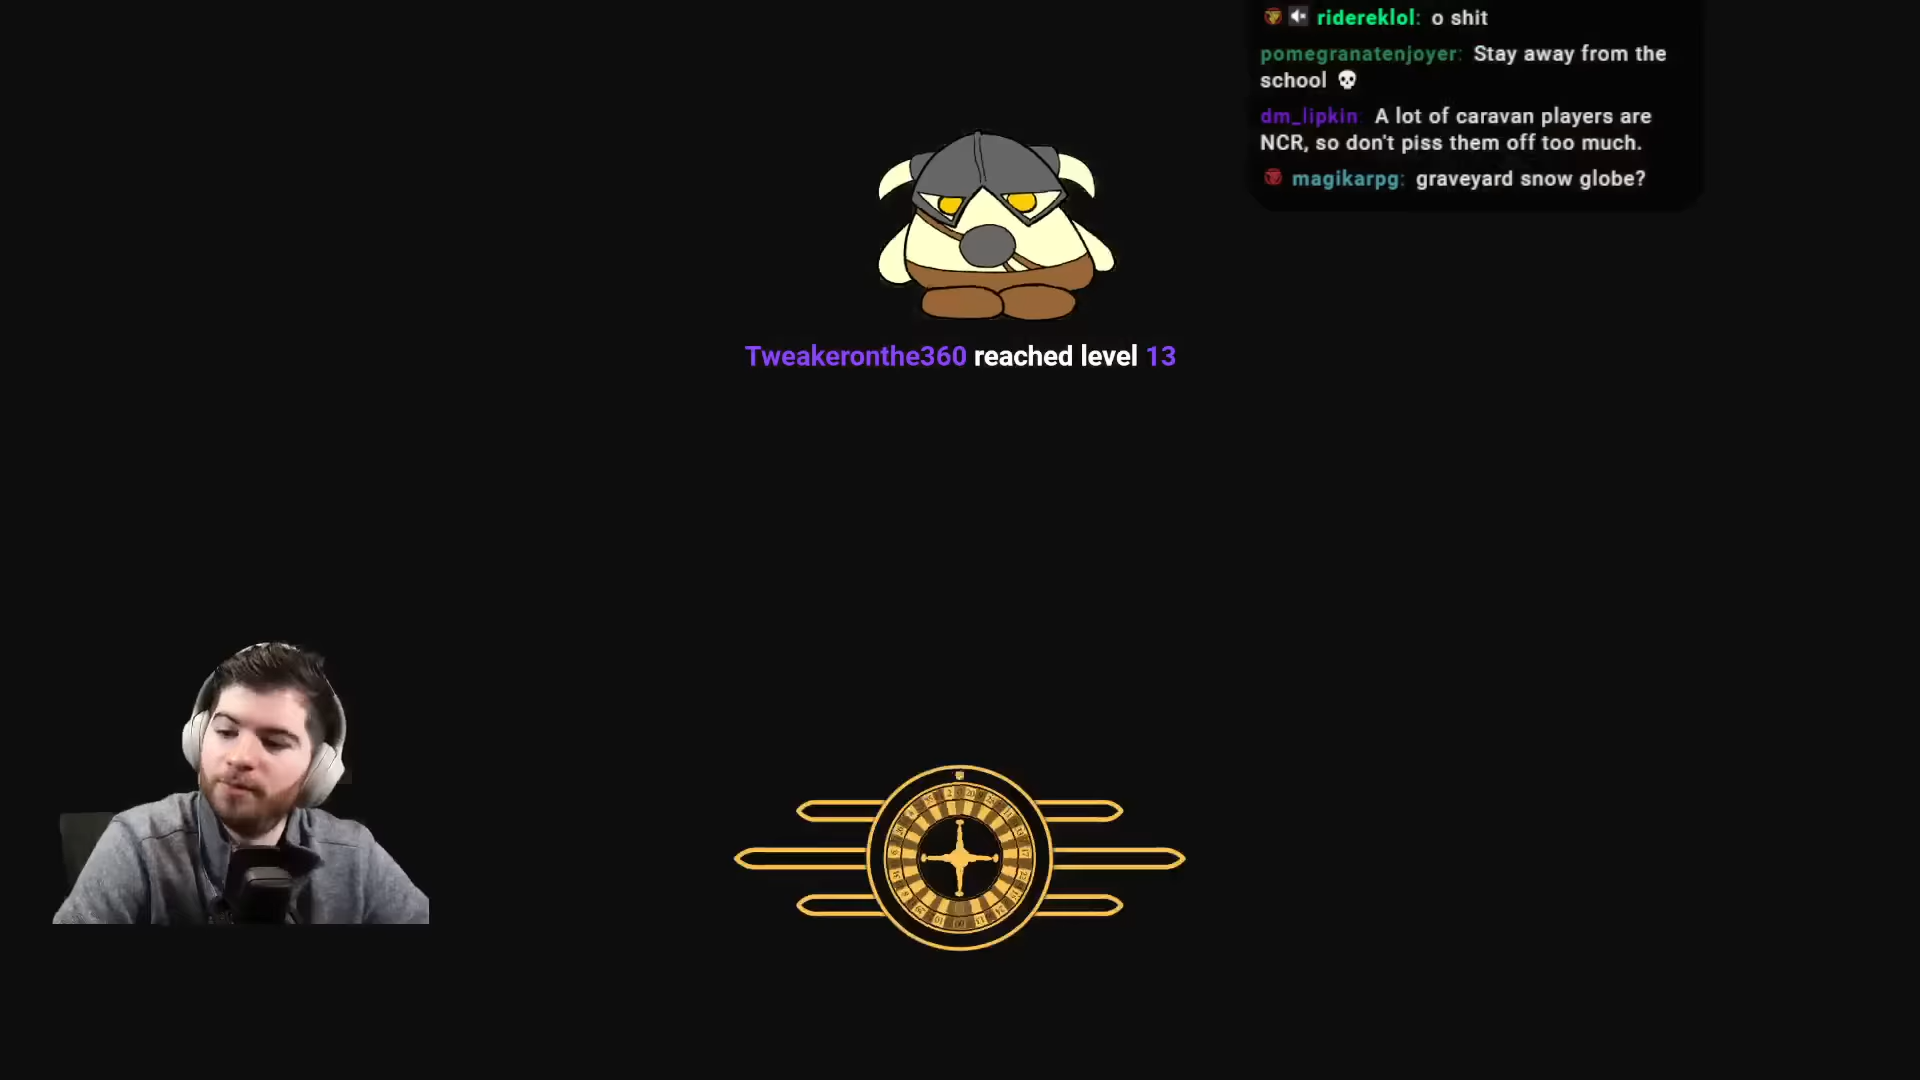 ridereklol: o shit
pomegranatenjoyer: Stay away from the
school 💀
dm_lipkin: A lot of caravan players are
NCR, so don't piss them off too much.
magikarpg: graveyard snow globe?
Tweakeronthe360 reached level 13